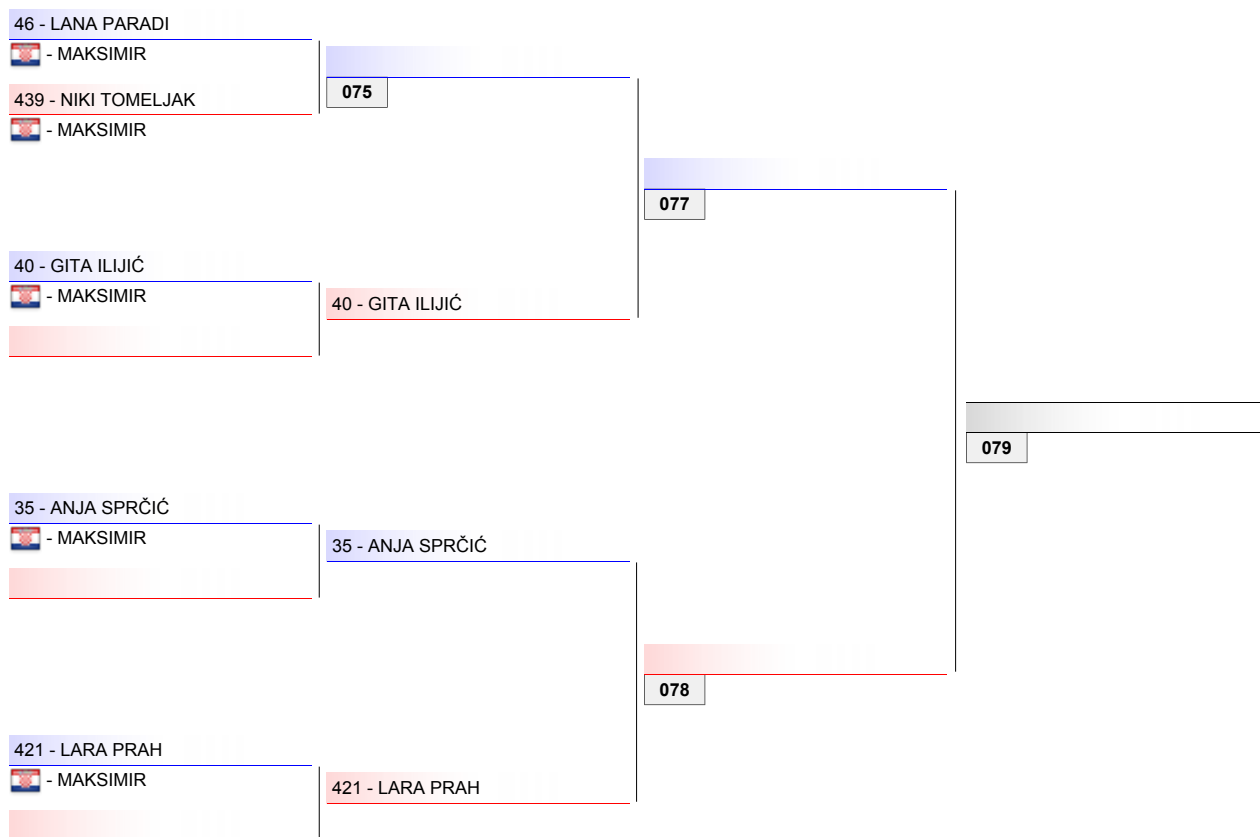 46 - LANA PARADI
- MAKSIMIR
439 - NIKI TOMELJAK
- MAKSIMIR
075
077
40 - GITA ILIJIĆ
- MAKSIMIR
40 - GITA ILIJIĆ
079
35 - ANJA SPRČIĆ
- MAKSIMIR
35 - ANJA SPRČIĆ
078
421 - LARA PRAH
- MAKSIMIR
421 - LARA PRAH